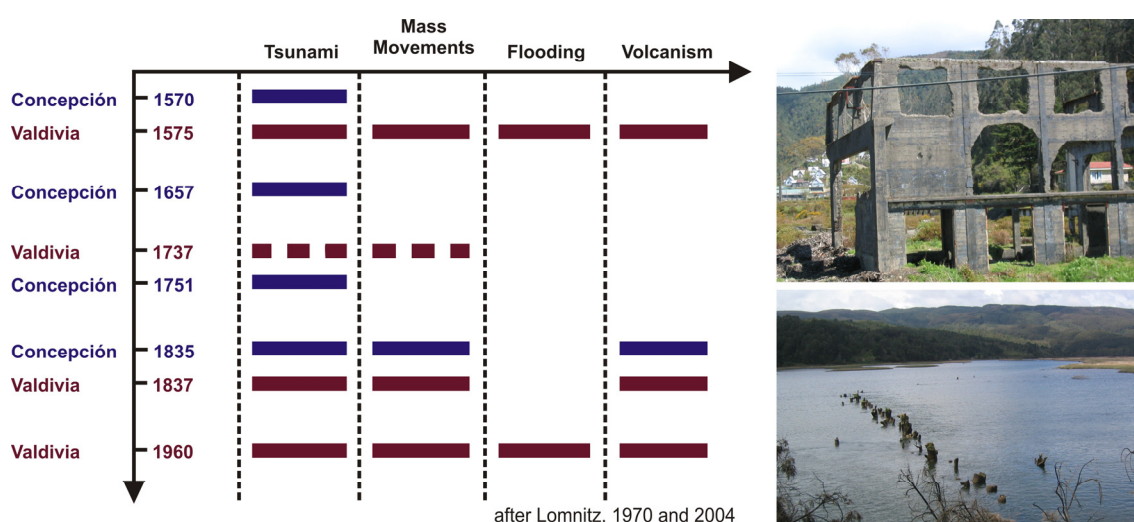 Tsunami
Mass
Movements
Flooding
Volcanism
Concepción 1570
Valdivia 1575
Concepción 1657
Valdivia 1737
Concepción 1751
Concepción 1835
Valdivia 1837
Valdivia 1960
after Lomnitz, 1970 and 2004